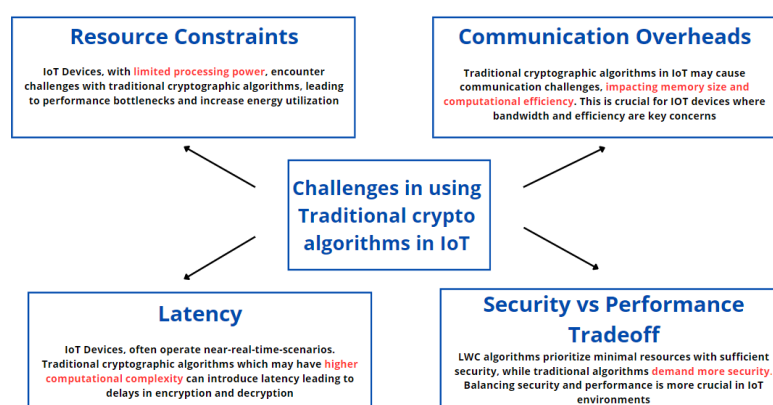 Resource Constraints
IoT Devices, with limited processing power, encounter
challenges with traditional cryptographic algorithms, leading
to performance bottlenecks and increase energy utilization
Communication Overheads
Traditional cryptographic algorithms in IoT may cause
communication challenges, impacting memory size and
computational efficiency. This is crucial for IOT devices where
bandwidth and efficiency are key concerns
Challenges in using
Traditional crypto
algorithms in IoT
Latency
IoT Devices, often operate near-real-time-scenarios.
Traditional cryptographic algorithms which may have higher
computational complexity can introduce latency leading to
delays in encryption and decryption
Security vs Performance
Tradeoff
LWC algorithms prioritize minimal resources with sufficient
security, while traditional algorithms demand more security.
Balancing security and performance is more crucial in IoT
environments